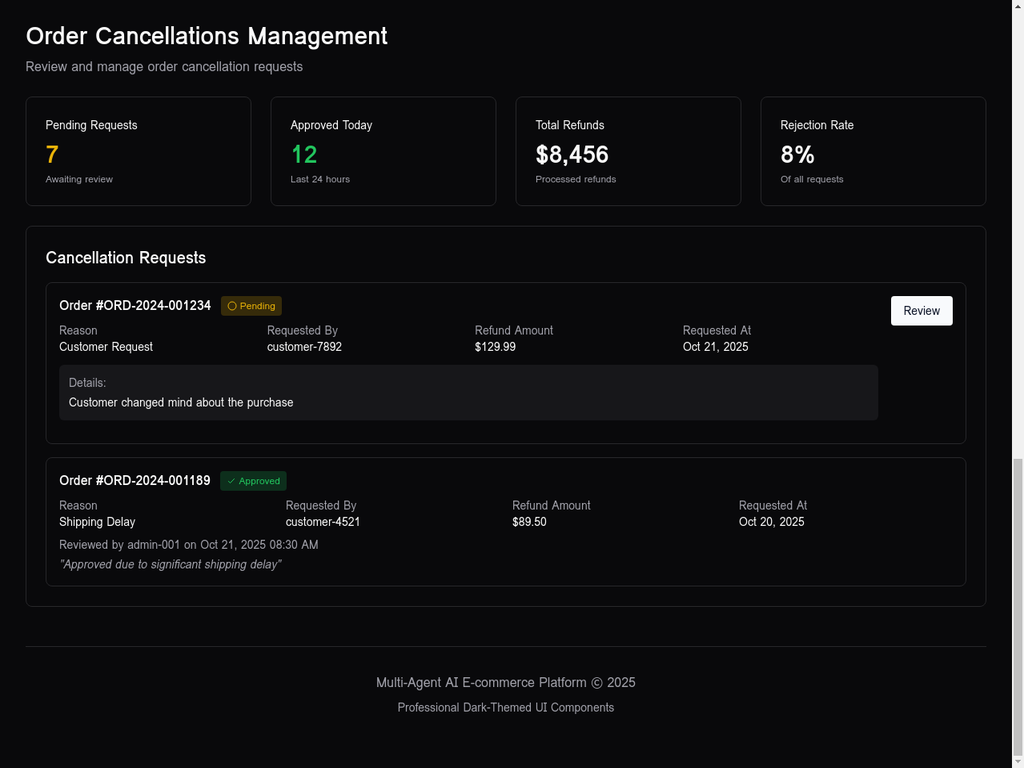 Order Cancellations Management
Review and manage order cancellation requests
Pending Requests
7
Awaiting review
Approved Today
12
Last 24 hours
Total Refunds
$8,456
Processed refunds
Rejection Rate
8%
Of all requests
Cancellation Requests
Order #ORD-2024-001234 Pending
Review
Reason Requested By Refund Amount Requested At
Customer Request customer-7892 $129.99 Oct 21, 2025
Details:
Customer changed mind about the purchase
Order #ORD-2024-001189 Approved
Reason Requested By Refund Amount Requested At
Shipping Delay customer-4521 $89.50 Oct 20, 2025
Reviewed by admin-001 on Oct 21, 2025 08:30 AM
"Approved due to significant shipping delay"
Multi-Agent AI E-commerce Platform © 2025
Professional Dark-Themed UI Components